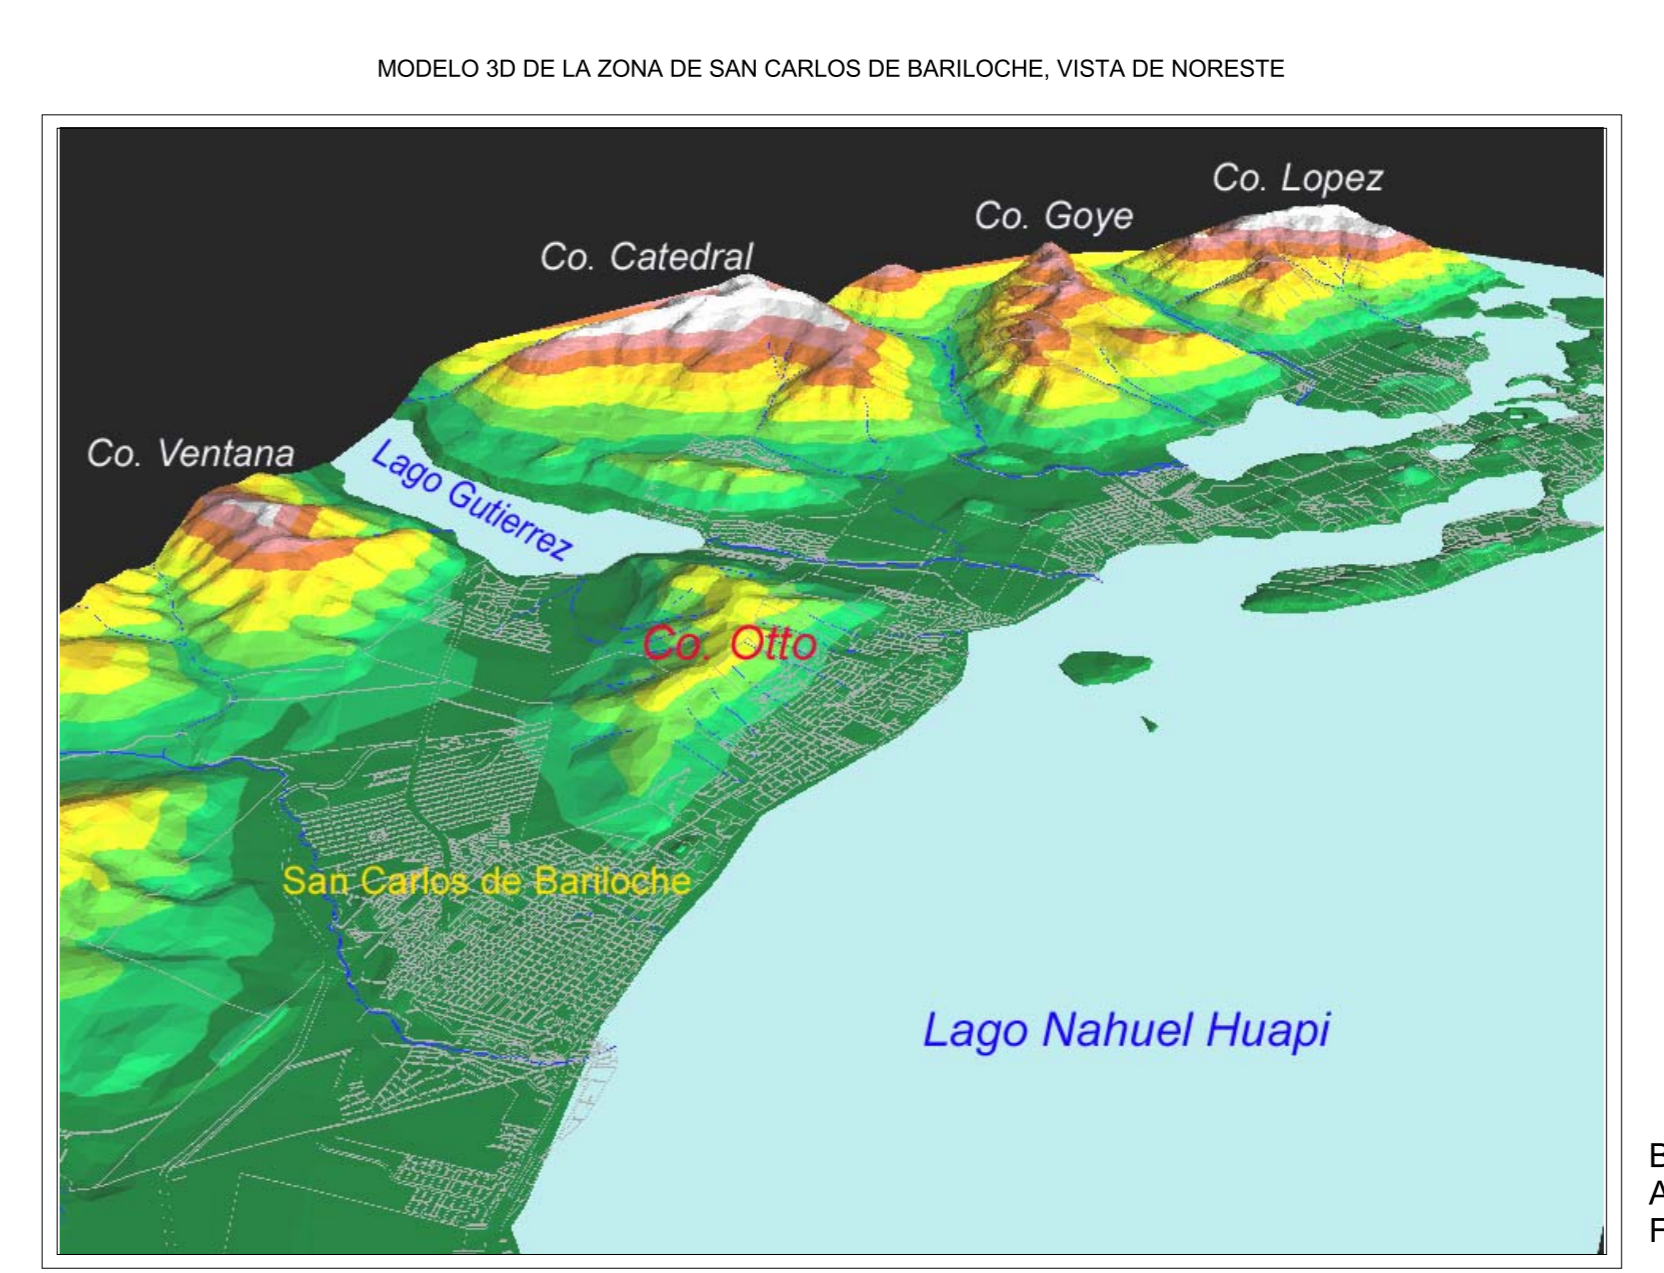 MODELO 3D DE LA ZONA DE SAN CARLOS DE BARILOCHE, VISTA DE NORESTE
Co. Lopez
Co. Goye
Co. Catedral
Co. Ventana
Lago Gutierrez
Co. Otto
San Carlos de Bariloche
Lago Nahuel Huapi